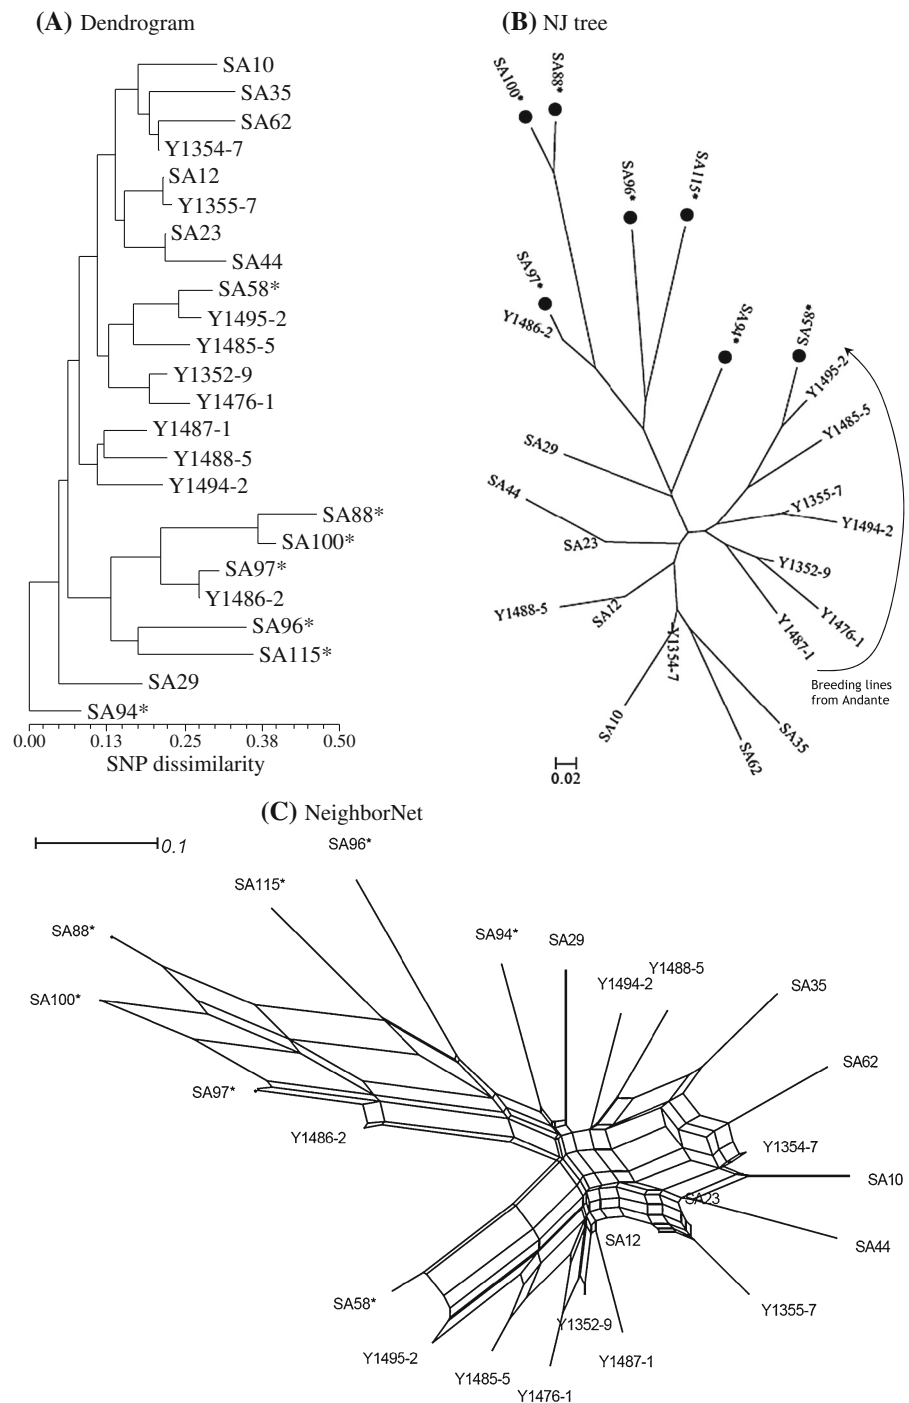 (A) Dendrogram
SA10
SA35
SA62
Y1354-7
SA12
Y1355-7
SA23
SA44
SA58*
Y1495-2
Y1485-5
Y1352-9
Y1476-1
Y1487-1
Y1488-5
Y1494-2
SA88*
SA100*
SA97*
Y1486-2
SA96*
SA115*
SA29
SA94*
0.00 0.13 0.25 0.38 0.50
SNP dissimilarity
(B) NJ tree
SA100*
SA88*
SA96*
SA115*
SA97*
Y1486-2
SA94*
SA58*
Y1495-2
Y1485-5
SA29
SA44
Y1355-7
Y1494-2
SA23
Y1352-9
Y1488-5
SA12
Y1476-1
Y1487-1
Y1354-7
Breeding lines
from Andante
SA10
SA35
SA62
0.02
(C) NeighborNet
0.1
SA96*
SA115*
SA88*
SA94*
SA29
Y1488-5
Y1494-2
SA35
SA100*
SA62
SA97*
Y1486-2
Y1354-7
SA10
SA23
SA12
SA44
SA58*
Y1355-7
Y1352-9
Y1495-2
Y1487-1
Y1485-5
Y1476-1